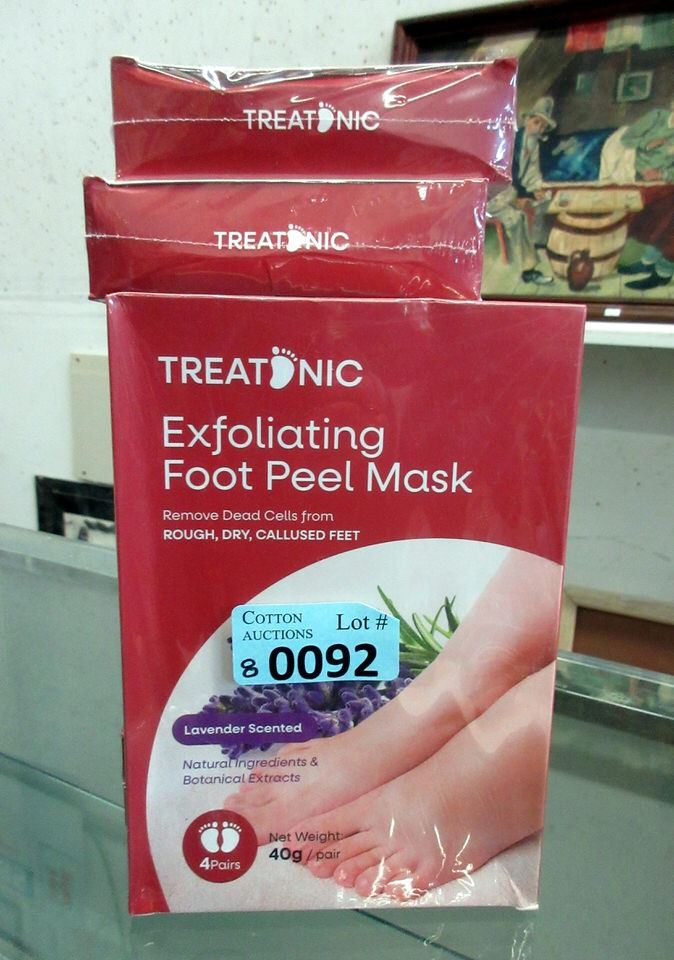 TREATONIC
TREATONIC
TREATONIC
Exfoliating
Foot Peel Mask
Remove Dead Cells from
ROUGH, DRY, CALLUSED FEET
COTTON
AUCTIONS
Lot #
8 0092
Lavender Scented
Natural Ingredients &
Botanical Extracts
4Pairs
Net Weight:
40g / pair